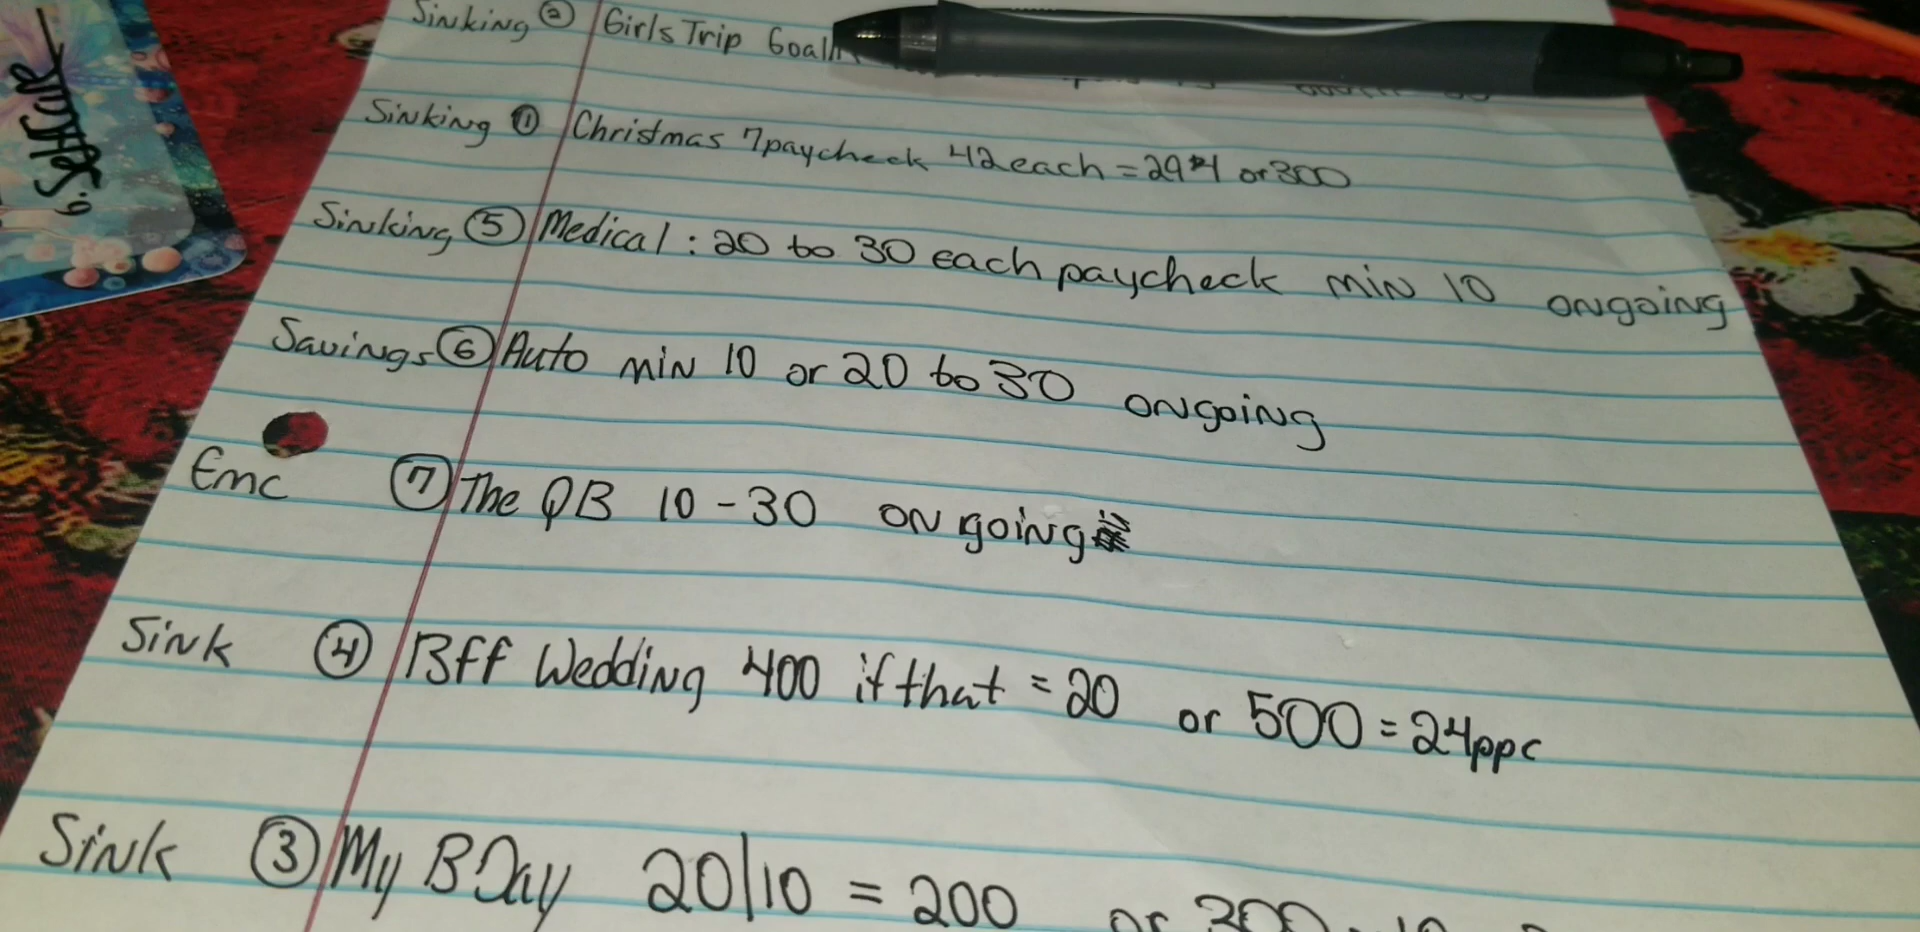 Sinking ② Girls Trip Goal
Sinking ① Christmas 7paycheck 42each = 294 or 300
Sinking ⑤ Medical : 20 to 30 each paycheck min 10 ongoing
Savings ⑥ Auto min 10 or 20 to 30 ongoing
Emc ⑦ The QB 10 - 30 ongoing
Sink ④ Bff Wedding 400 if that = 20 or 500 = 24ppc
Sink ③ My BDay 20/10 = 200 or 300